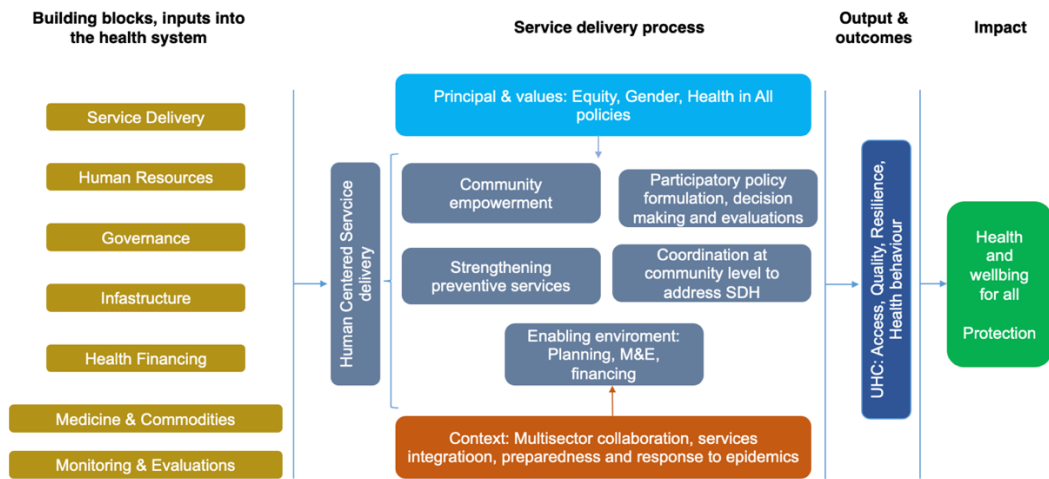 Building blocks, inputs into
the health system
Service delivery process
Output &
outcomes
Impact
Service Delivery
Human Resources
Governance
Infastructure
Health Financing
Medicine & Commodities
Monitoring & Evaluations
Human Centered Servcice
delivery
Principal & values: Equity, Gender, Health in All
policies
Community
empowerment
Participatory policy
formulation, decision
making and evaluations
Strengthening
preventive services
Coordination at
community level to
address SDH
Enabling enviroment:
Planning, M&E,
financing
Context: Multisector collaboration, services
integratioon, preparedness and response to epidemics
UHC: Access, Quality, Resilience,
Health behaviour
Health
and
wellbing
for all
Protection